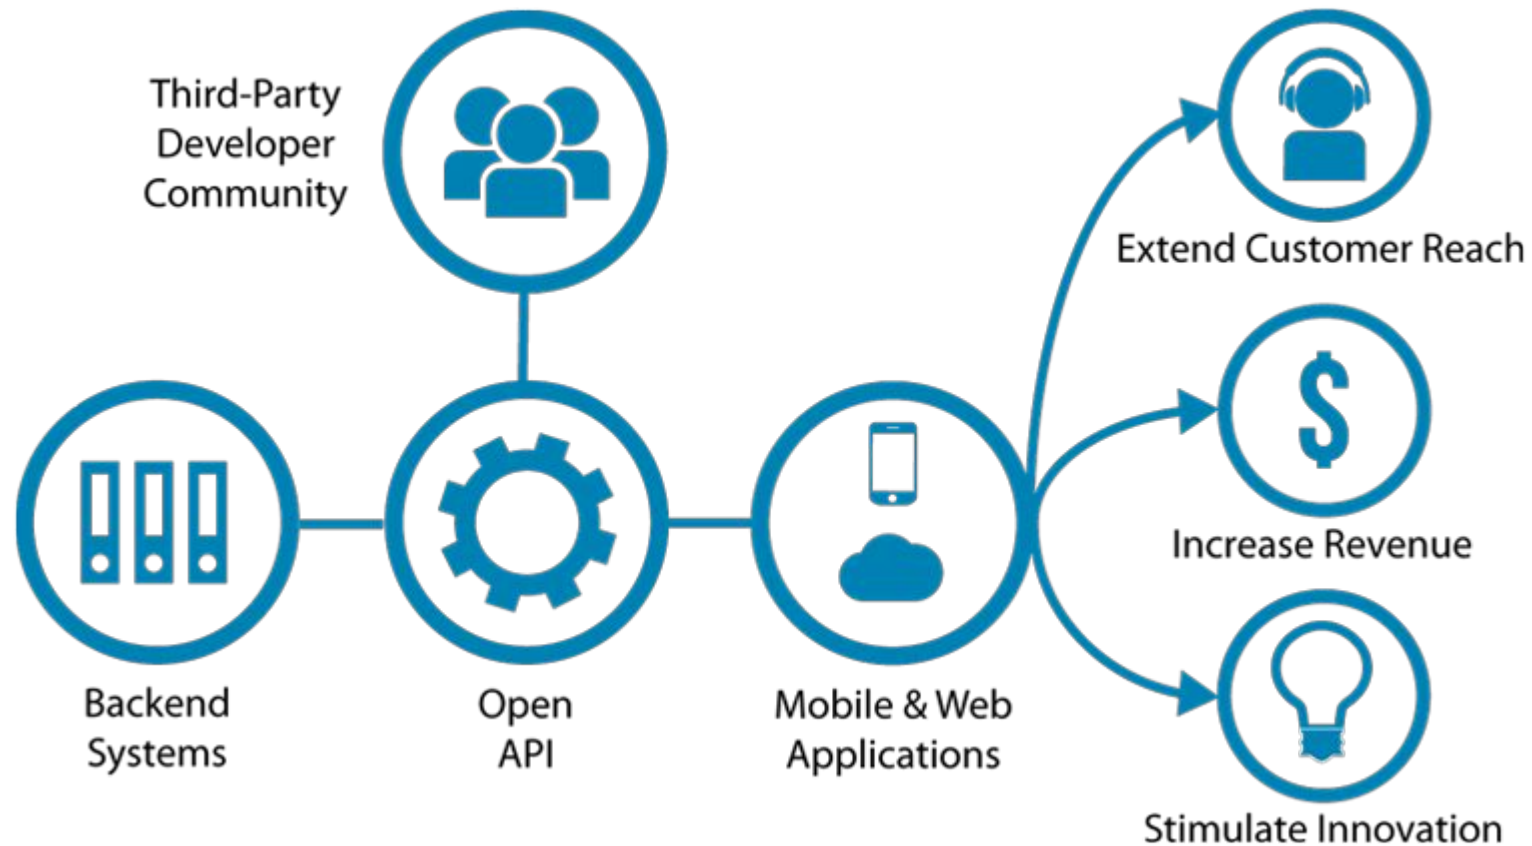 Third-Party
Developer
Community
Backend
Systems
Open
API
Mobile & Web
Applications
Extend Customer Reach
Increase Revenue
Stimulate Innovation